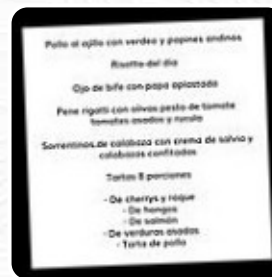 Pollo al ajillo con verdeo y papines andinos
Risotto del dia
Ojo de bife con papa aplastada
Pene rigatti con olivas pesto de tomate
tomates asados y rucula
Sorrentinos de calabaza con crema de salvia y
calabazas confitadas
Tartas 8 porciones
- De cherrys y roque
- De hongos
- De salmón
- De verduras asadas
- Tarta de pollo